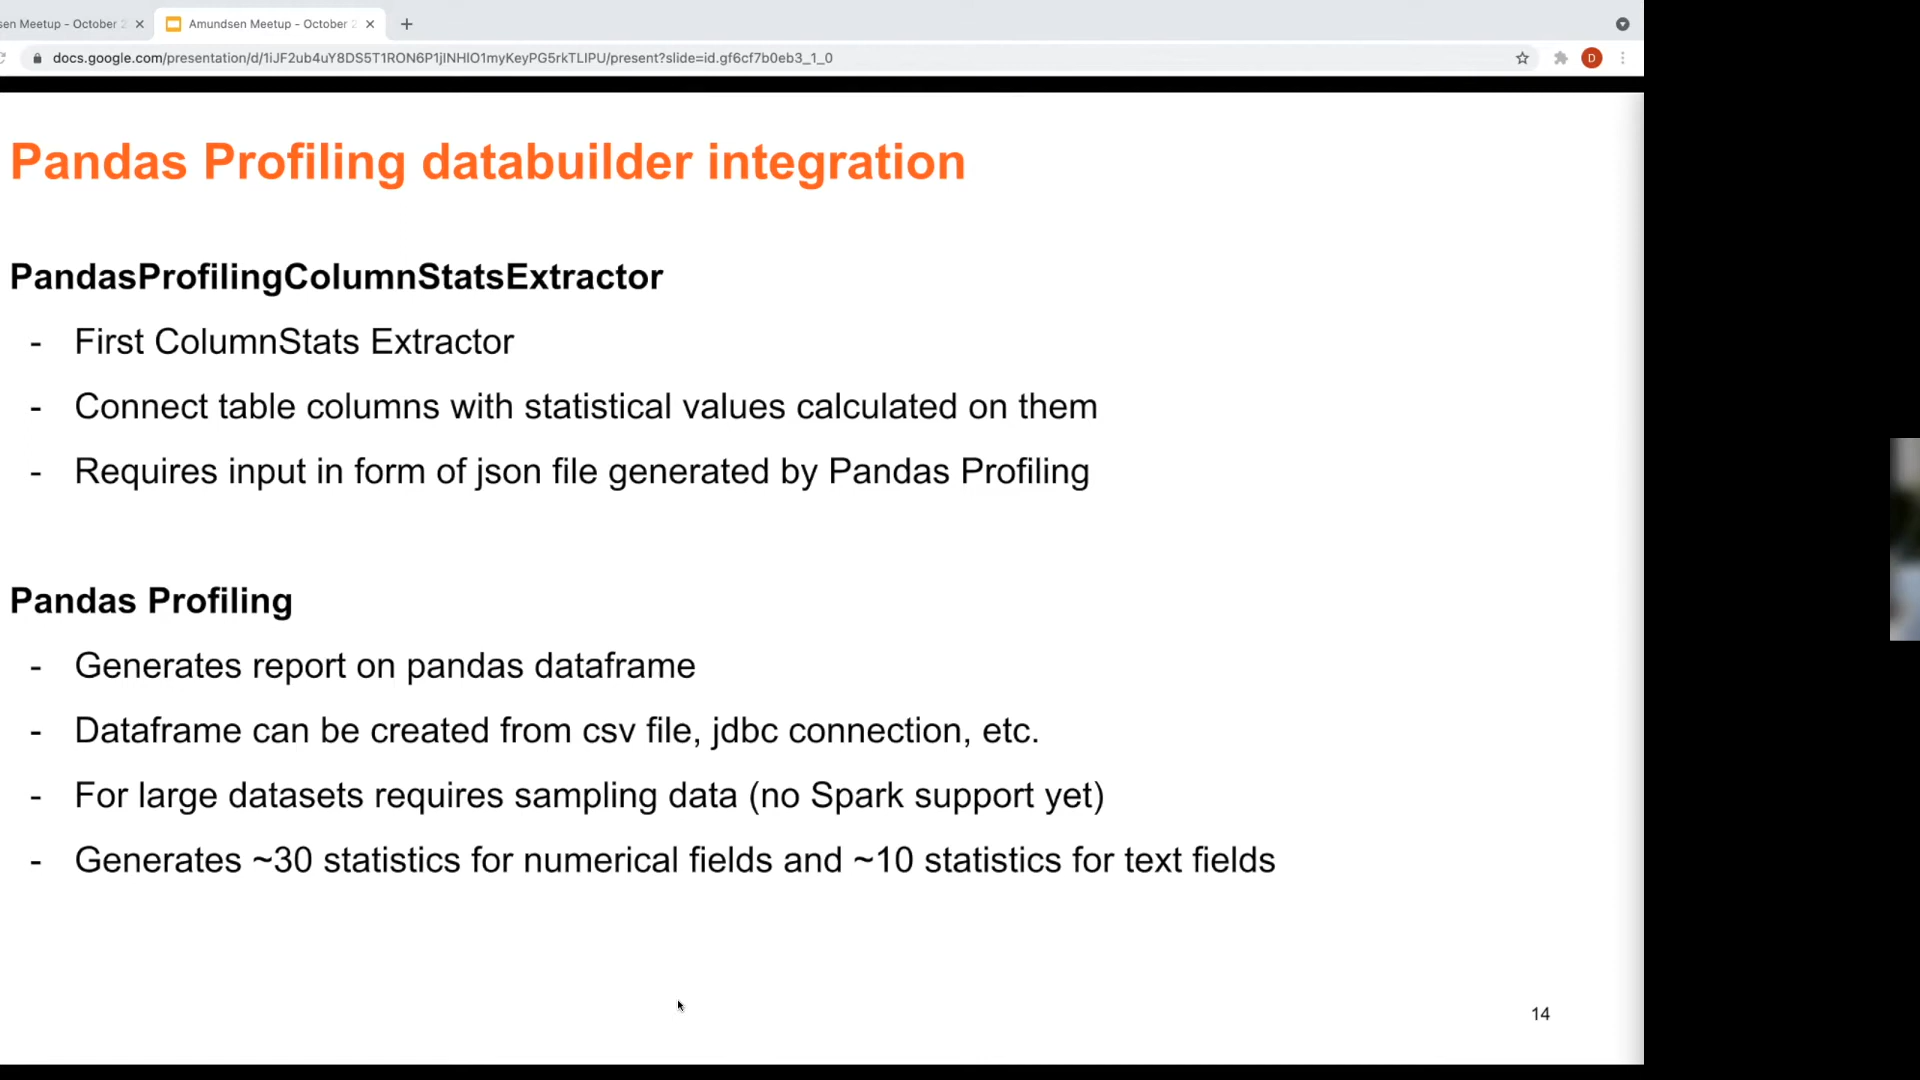 sen Meetup - October 2
Amundsen Meetup - October 2
docs.google.com/presentation/d/1iJF2ub4uY8DS5T1RON6P1jINHIO1myKeyPG5rkTLIPU/present?slide=id.gf6cf7b0eb3_1_0
D
Pandas Profiling databuilder integration
PandasProfilingColumnStatsExtractor
- First ColumnStats Extractor
- Connect table columns with statistical values calculated on them
- Requires input in form of json file generated by Pandas Profiling
Pandas Profiling
- Generates report on pandas dataframe
- Dataframe can be created from csv file, jdbc connection, etc.
- For large datasets requires sampling data (no Spark support yet)
- Generates ~30 statistics for numerical fields and ~10 statistics for text fields
14